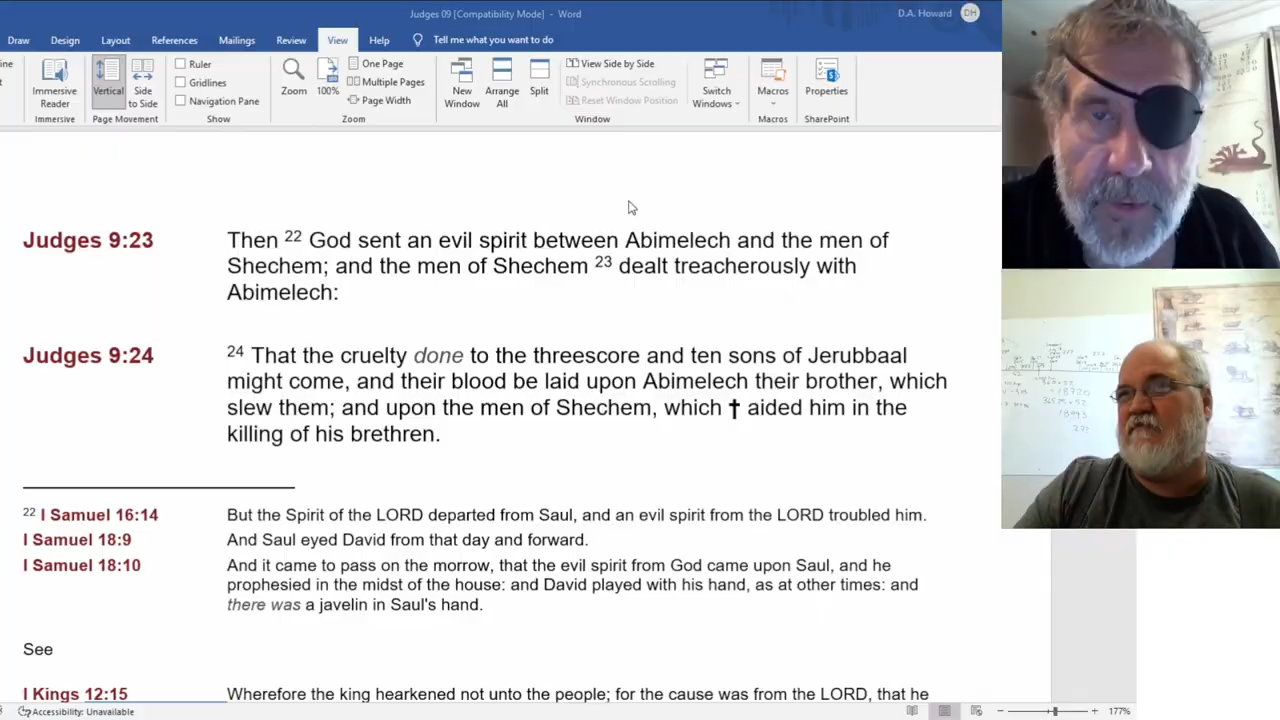 Judges 09 [Compatibility Mode] - Word
D.A. Howard DH
Draw Design Layout References Mailings Review View Help Tell me what you want to do
Immersive Reader
Vertical
Side to Side
Ruler
Gridlines
Navigation Pane
Zoom
100%
One Page
Multiple Pages
Page Width
New Window
Arrange All
Split
View Side by Side
Synchronous Scrolling
Reset Window Position
Switch Windows
Macros
Properties
Immersive Page Movement Show Zoom Window Macros SharePoint
Judges 9:23 Then 22 God sent an evil spirit between Abimelech and the men of
Shechem; and the men of Shechem 23 dealt treacherously with
Abimelech:
Judges 9:24 24 That the cruelty done to the threescore and ten sons of Jerubbaal
might come, and their blood be laid upon Abimelech their brother, which
slew them; and upon the men of Shechem, which ✝ aided him in the
killing of his brethren.
22 I Samuel 16:14 But the Spirit of the LORD departed from Saul, and an evil spirit from the LORD troubled him.
I Samuel 18:9 And Saul eyed David from that day and forward.
I Samuel 18:10 And it came to pass on the morrow, that the evil spirit from God came upon Saul, and he
prophesied in the midst of the house: and David played with his hand, as at other times: and
there was a javelin in Saul's hand.
See
I Kings 12:15 Wherefore the king hearkened not unto the people; for the cause was from the LORD, that he
Accessibility: Unavailable
177%
18720
18993